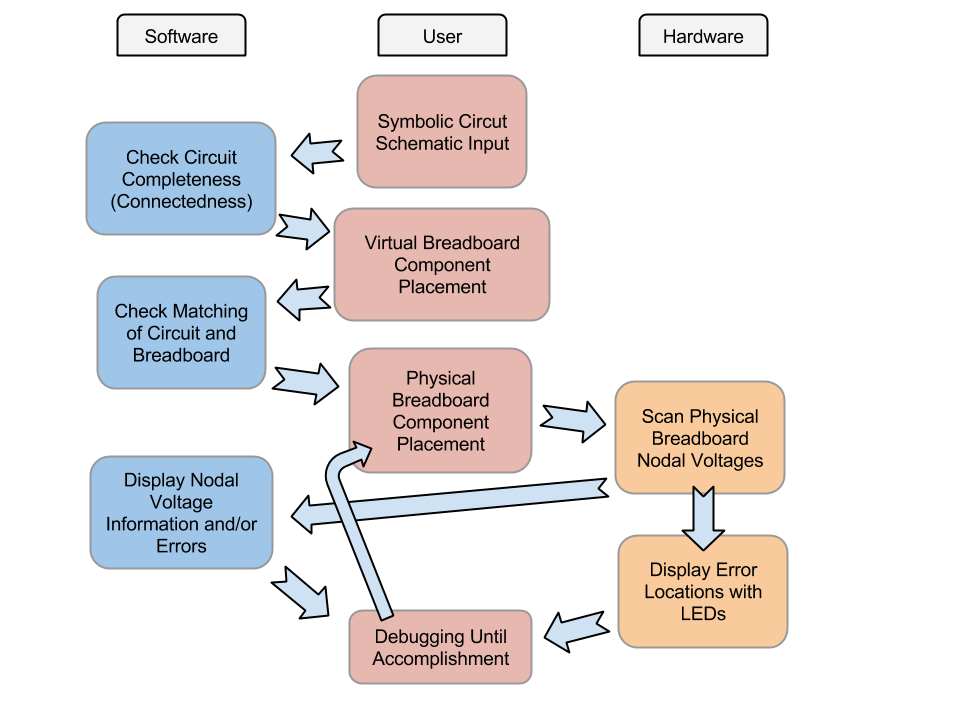 Software
User
Hardware
Symbolic Circut
Schematic Input
Check Circuit
Completeness
(Connectedness)
Virtual Breadboard
Component
Placement
Check Matching
of Circuit and
Breadboard
Physical
Breadboard
Component
Placement
Scan Physical
Breadboard
Nodal Voltages
Display Nodal
Voltage
Information and/or
Errors
Display Error
Locations with
LEDs
Debugging Until
Accomplishment